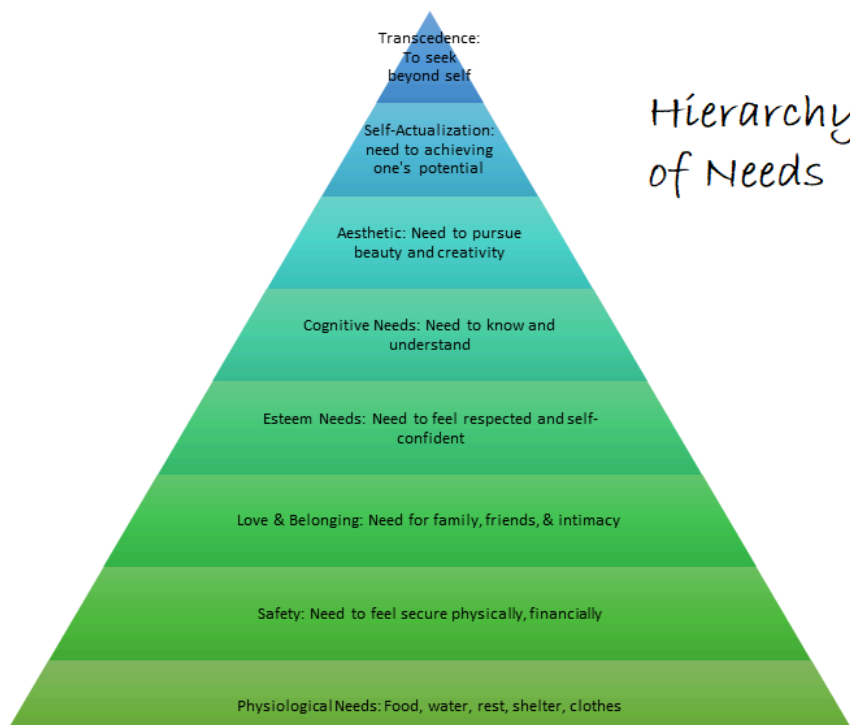 Transcedence:
To seek
beyond self
Hierarchy
of Needs
Self-Actualization:
need to achieving
one's potential
Aesthetic: Need to pursue
beauty and creativity
Cognitive Needs: Need to know and
understand
Esteem Needs: Need to feel respected and self-
confident
Love & Belonging: Need for family, friends, & intimacy
Safety: Need to feel secure physically, financially
Physiological Needs: Food, water, rest, shelter, clothes